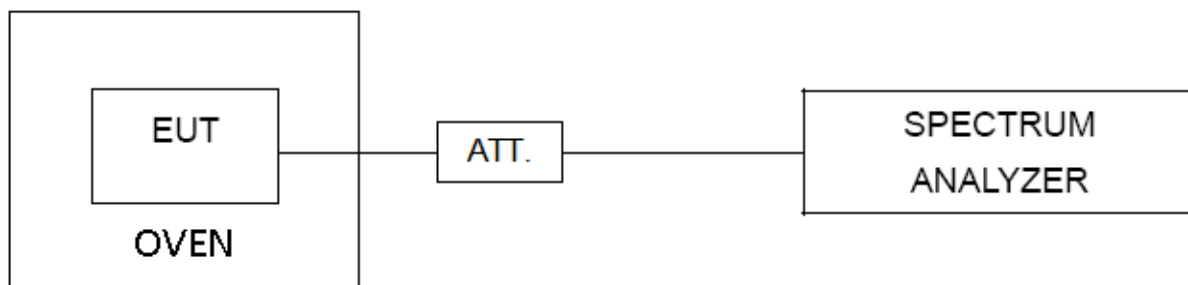 EUT
OVEN
ATT.
SPECTRUM
ANALYZER